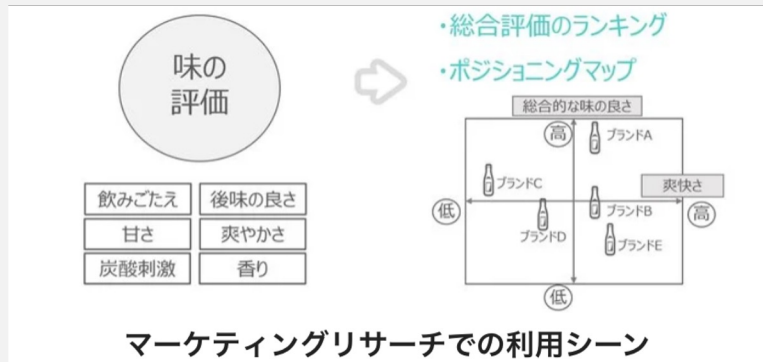 味の
評価
・総合評価のランキング
・ポジショニングマップ
総合的な味の良さ
高
ブランドA
ブランドC
爽快さ
低
ブランドB
高
ブランドD
ブランドE
低
飲みごたえ
後味の良さ
甘さ
爽やかさ
炭酸刺激
香り
マーケティングリサーチでの利用シーン